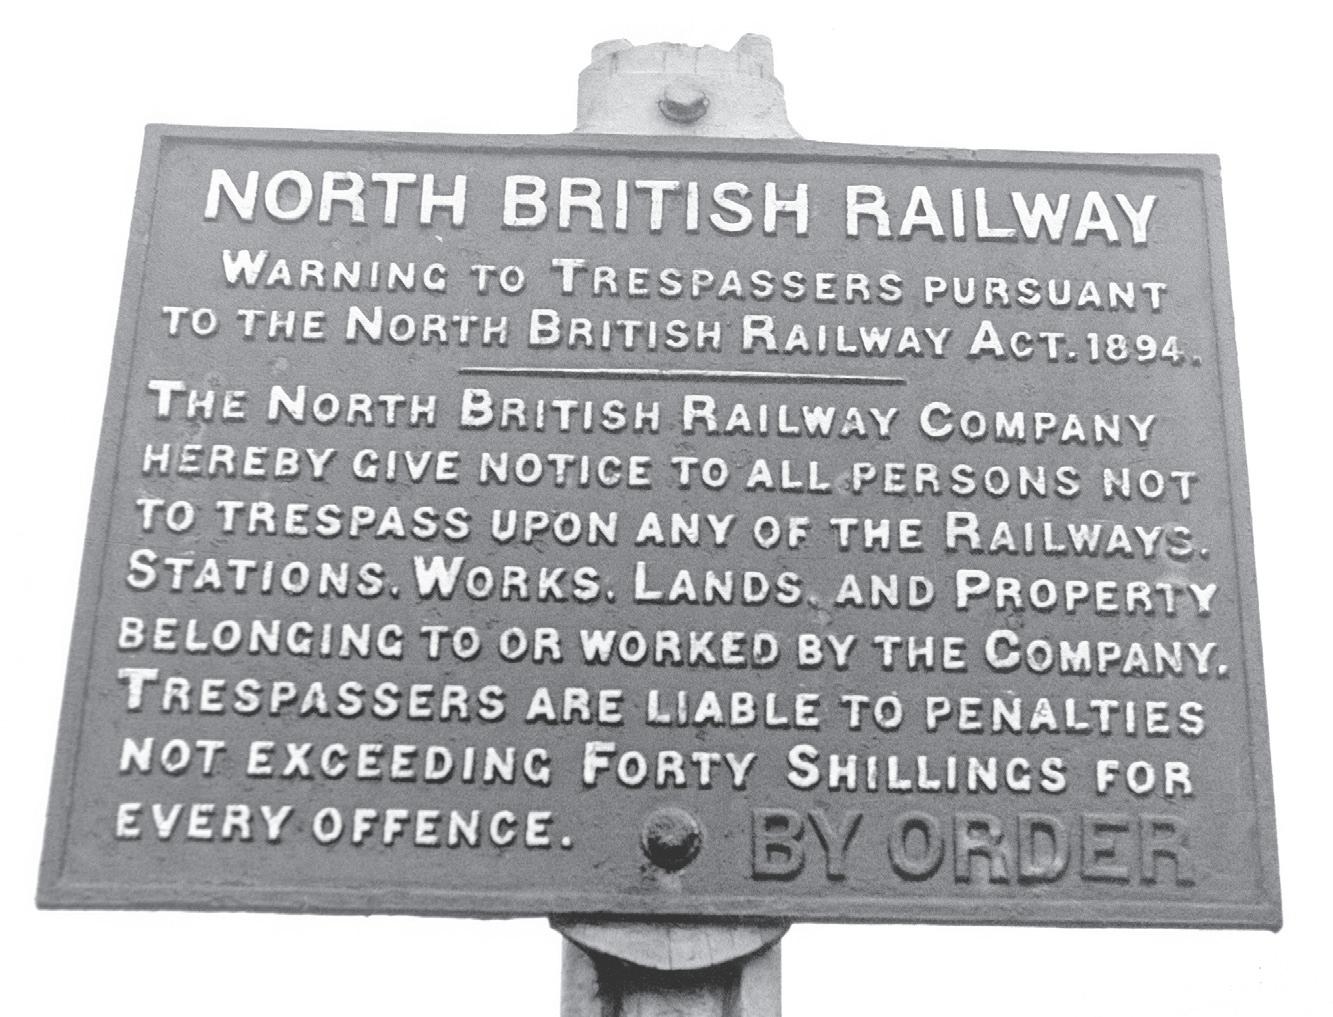 NORTH BRITISH RAILWAY
WARNING TO TRESPASSERS PURSUANT
TO THE NORTH BRITISH RAILWAY ACT. 1894.
THE NORTH BRITISH RAILWAY COMPANY
HEREBY GIVE NOTICE TO ALL PERSONS NOT
TO TRESPASS UPON ANY OF THE RAILWAYS.
STATIONS. WORKS. LANDS. AND PROPERTY
BELONGING TO OR WORKED BY THE COMPANY.
TRESPASSERS ARE LIABLE TO PENALTIES
NOT EXCEEDING FORTY SHILLINGS FOR
EVERY OFFENCE. BY ORDER